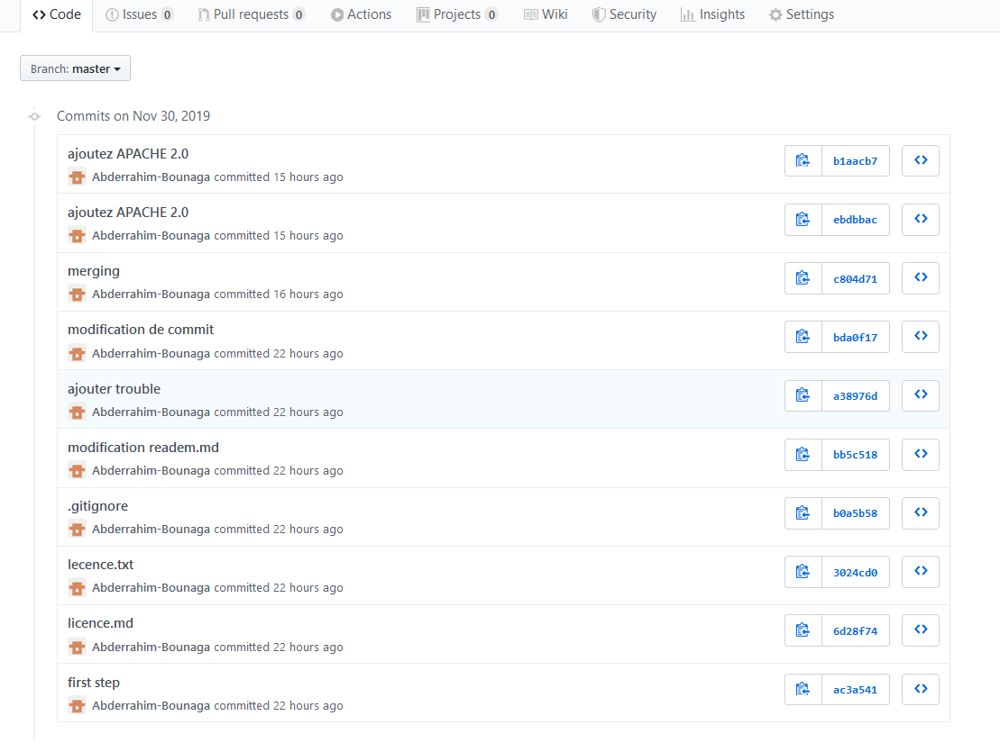 Code Issues 0 Pull requests 0 Actions Projects 0 Wiki Security Insights Settings
Branch: master
Commits on Nov 30, 2019
ajoutez APACHE 2.0
Abderrahim-Bounaga committed 15 hours ago
b1aacb7
ajoutez APACHE 2.0
Abderrahim-Bounaga committed 15 hours ago
ebdbbac
merging
Abderrahim-Bounaga committed 16 hours ago
c804d71
modification de commit
Abderrahim-Bounaga committed 22 hours ago
bda0f17
ajouter trouble
Abderrahim-Bounaga committed 22 hours ago
a38976d
modification readem.md
Abderrahim-Bounaga committed 22 hours ago
bb5c518
.gitignore
Abderrahim-Bounaga committed 22 hours ago
b0a5b58
lecence.txt
Abderrahim-Bounaga committed 22 hours ago
3024cd0
licence.md
Abderrahim-Bounaga committed 22 hours ago
6d28f74
first step
Abderrahim-Bounaga committed 22 hours ago
ac3a541